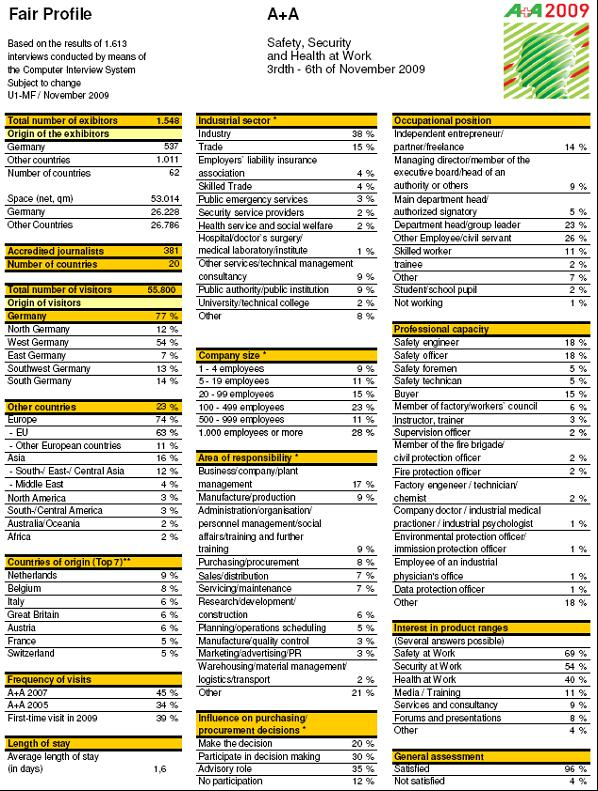 Fair Profile
A+A
A+A 2009
Based on the results of 1.613
interviews conducted by means of
the Computer Interview System
Subject to change
U1-MF / November 2009
Safety, Security
and Health at Work
3rdth - 6th of November 2009
Total number of exibitors 1.548
Origin of the exhibitors
Germany 537
Other countries 1.011
Number of countries 62
Space (net, qm) 53.014
Germany 26.228
Other Countries 26.786
Accredited journalists 381
Number of countries 20
Total number of visitors 55.800
Origin of visitors
Germany 77 %
North Germany 12 %
West Germany 54 %
East Germany 7 %
Southwest Germany 13 %
South Germany 14 %
Other countries 23 %
Europe 74 %
- EU 63 %
- Other European countries 11 %
Asia 16 %
- South-/ East-/ Central Asia 12 %
- Middle East 4 %
North America 3 %
South-/Central America 3 %
Australia/Oceania 2 %
Africa 2 %
Countries of origin (Top 7)**
Netherlands 9 %
Belgium 8 %
Italy 6 %
Great Britain 6 %
Austria 6 %
France 5 %
Switzerland 5 %
Frequency of visits
A+A 2007 45 %
A+A 2005 34 %
First-time visit in 2009 39 %
Length of stay
Average length of stay
(in days) 1,6
Industrial sector *
Industry 38 %
Trade 15 %
Employers` liability insurance
association 4 %
Skilled Trade 4 %
Public emergency services 3 %
Security service providers 2 %
Health service and social welfare 2 %
Hospital/doctor`s surgery/
medical laboratory/institute 1 %
Other services/technical management
consultancy 9 %
Public authority/public institution 9 %
University/technical college 2 %
Other 8 %
Company size *
1 - 4 employees 9 %
5 - 19 employees 11 %
20 - 99 employees 15 %
100 - 499 employees 23 %
500 - 999 employees 11 %
1.000 employees or more 28 %
Area of responsibility *
Business/company/plant
management 17 %
Manufacture/production 9 %
Administration/organisation/
personnel management/social
affairs/training and further
training 9 %
Purchasing/procurement 8 %
Sales/distribution 7 %
Servicing/maintenance 7 %
Research/development/
construction 6 %
Planning/operations scheduling 5 %
Manufacture/quality control 3 %
Marketing/advertising/PR 3 %
Warehousing/material management/
logistics/transport 2 %
Other 21 %
Influence on purchasing/
procurement decisions *
Make the decision 20 %
Participate in decision making 30 %
Advisory role 35 %
No participation 12 %
Occupational position
Independent entrepreneur/
partner/freelance 14 %
Managing director/member of the
executive board/head of an
authority or others 9 %
Main department head/
authorized signatory 5 %
Department head/group leader 23 %
Other Employee/civil servant 26 %
Skilled worker 11 %
trainee 2 %
Other 7 %
Student/school pupil 2 %
Not working 1 %
Professional capacity
Safety engineer 18 %
Safety officer 18 %
Safety foremen 5 %
Safety technican 5 %
Buyer 15 %
Member of factory/workers` council 6 %
Instructor, trainer 3 %
Supervision officer 2 %
Member of the fire brigade/
civil protection officer 2 %
Fire protection officer 2 %
Factory engeneer / technician/
chemist 2 %
Company doctor / industrial medical
practioner / industrial psychologist 1 %
Environmental protection officer/
immission protection officer 1 %
Employee of an industrial
physician's office 1 %
Data protection officer 1 %
Other 18 %
Interest in product ranges
(Several answers possible)
Safety at Work 69 %
Security at Work 54 %
Health at Work 40 %
Media / Training 11 %
Services and consultancy 9 %
Forums and presentations 8 %
Other 4 %
General assessment
Satisfied 96 %
Not satisfied 4 %